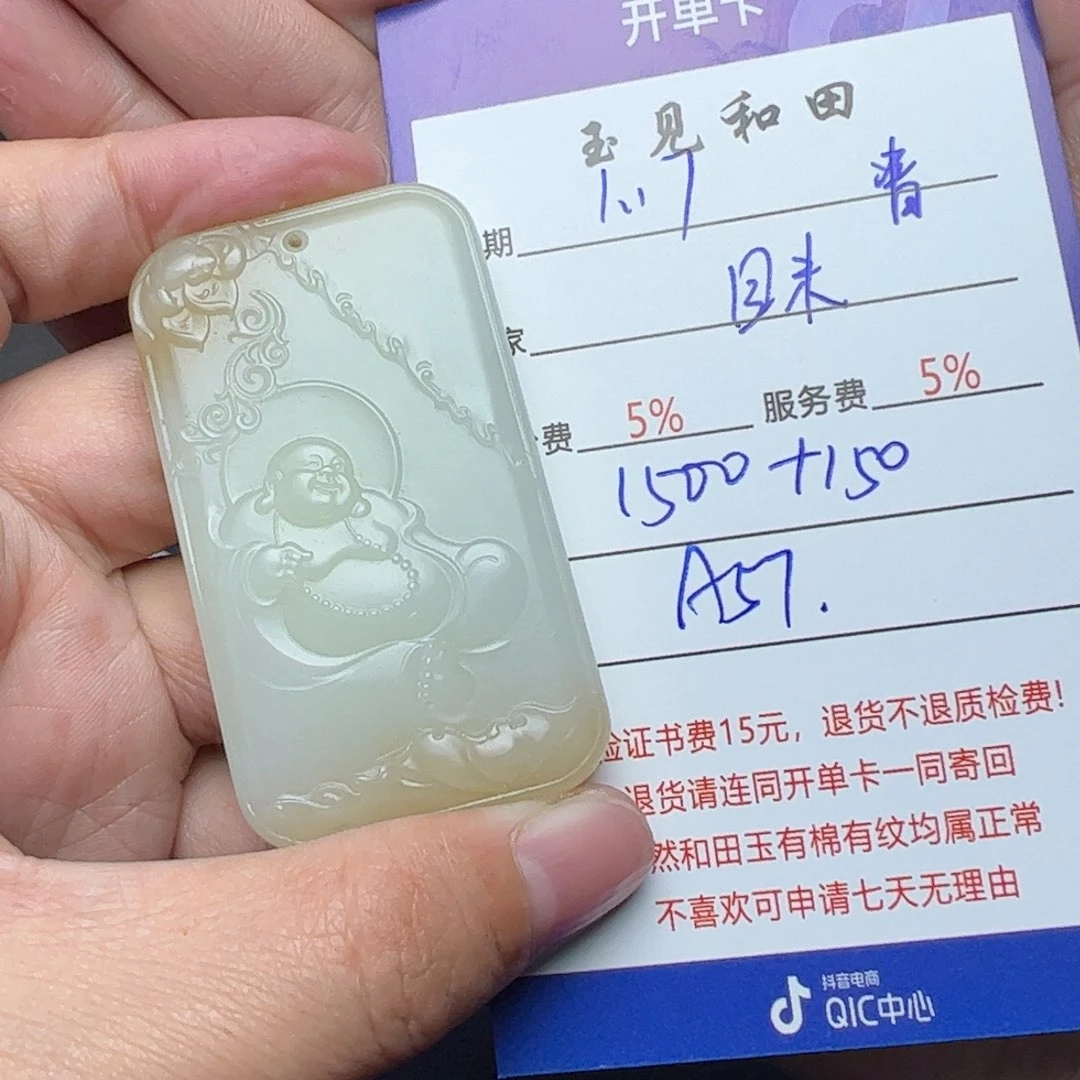 开单卡
玉见和田
期 1.17 青
家
费 5% 服务费 5%
1500+150
A57.
验证书费15元，退货不退质检费！
退货请连同开单卡一同寄回
然和田玉有棉有纹均属正常
不喜欢可申请七天无理由
抖音电商
QIC中心